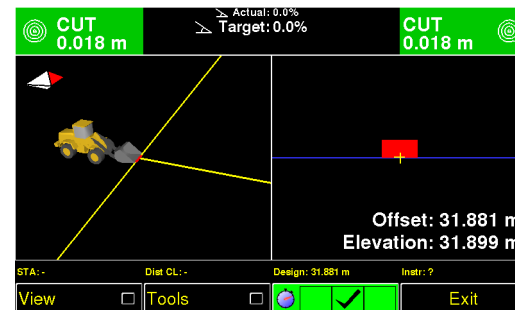 CUT
0.018 m
Actual: 0.0%
Target: 0.0%
CUT
0.018 m
Offset: 31.881 m
Elevation: 31.899 m
STA: -
Dist CL: -
Design: 31.881 m
Instr: ?
View
Tools
Exit